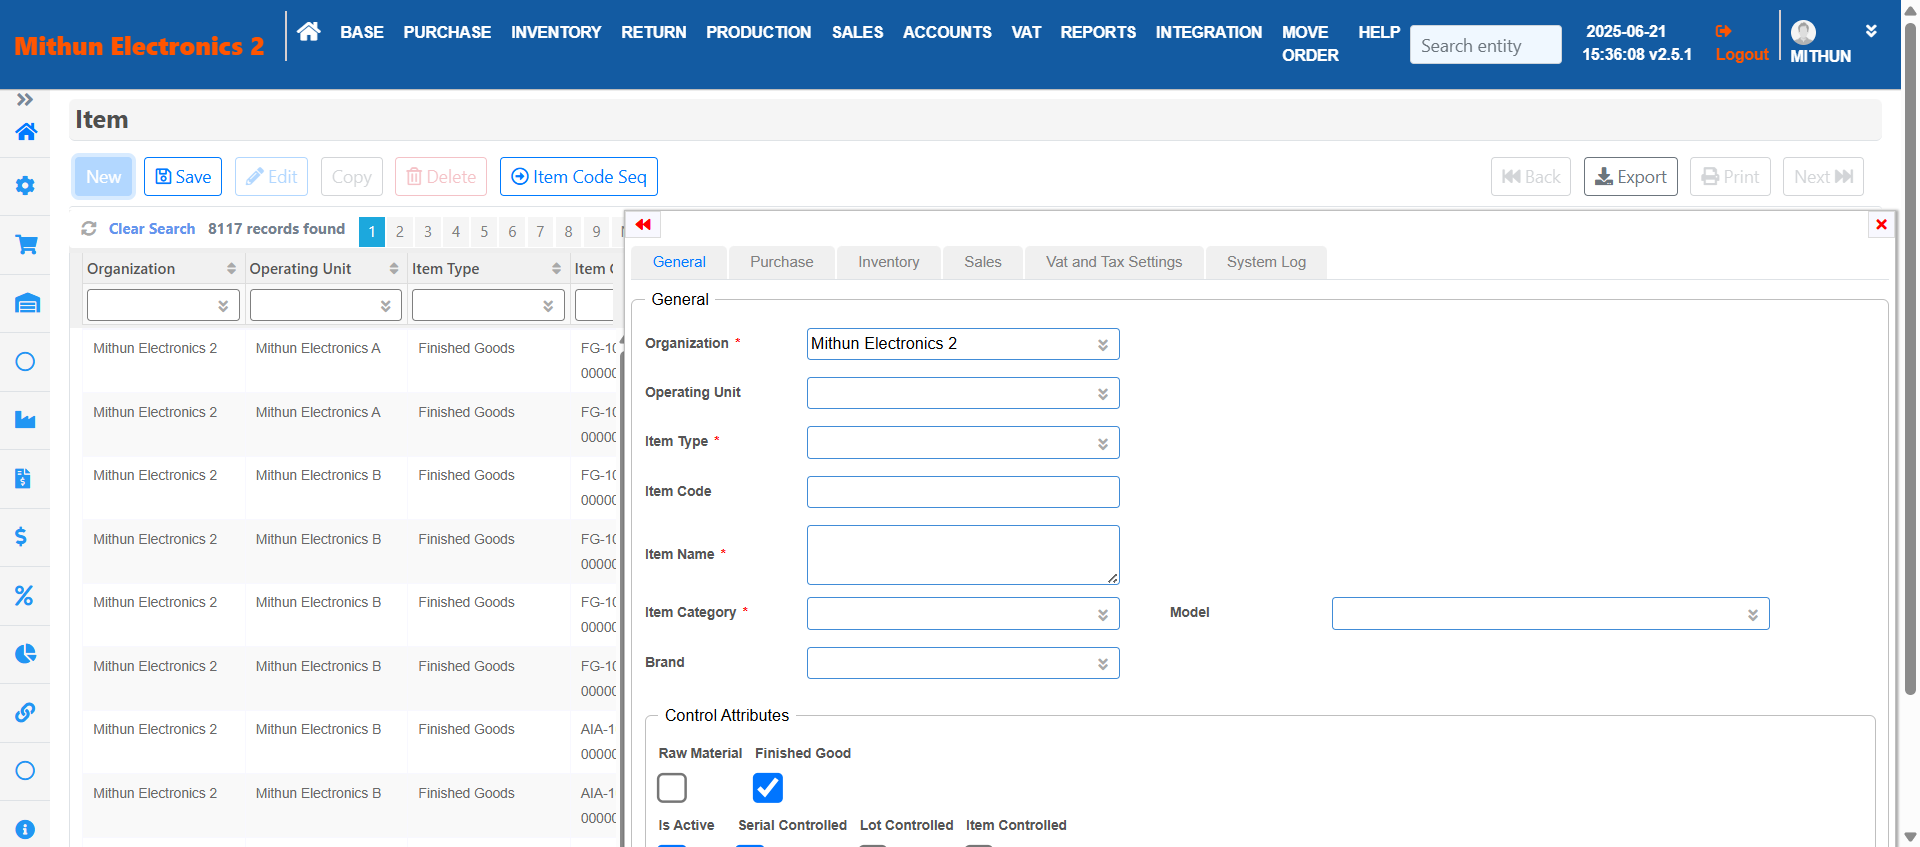 Mithun Electronics 2
BASE PURCHASE INVENTORY RETURN PRODUCTION SALES ACCOUNTS VAT REPORTS INTEGRATION MOVE ORDER HELP
Search entity
2025-06-21
15:36:08 v2.5.1
Logout
MITHUN
Item
New Save Edit Copy Delete Item Code Seq Back Export Print Next
Clear Search 8117 records found 1 2 3 4 5 6 7 8 9
Organization Operating Unit Item Type Item
Mithun Electronics 2 Mithun Electronics A Finished Goods FG-10
0000
Mithun Electronics 2 Mithun Electronics A Finished Goods FG-10
0000
Mithun Electronics 2 Mithun Electronics B Finished Goods FG-10
0000
Mithun Electronics 2 Mithun Electronics B Finished Goods FG-10
0000
Mithun Electronics 2 Mithun Electronics B Finished Goods FG-10
0000
Mithun Electronics 2 Mithun Electronics B Finished Goods FG-10
0000
Mithun Electronics 2 Mithun Electronics B Finished Goods AIA-1
0000
Mithun Electronics 2 Mithun Electronics B Finished Goods AIA-1
0000
General Purchase Inventory Sales Vat and Tax Settings System Log
General
Organization * Mithun Electronics 2
Operating Unit
Item Type *
Item Code
Item Name *
Item Category * Model
Brand
Control Attributes
Raw Material Finished Good
Is Active Serial Controlled Lot Controlled Item Controlled